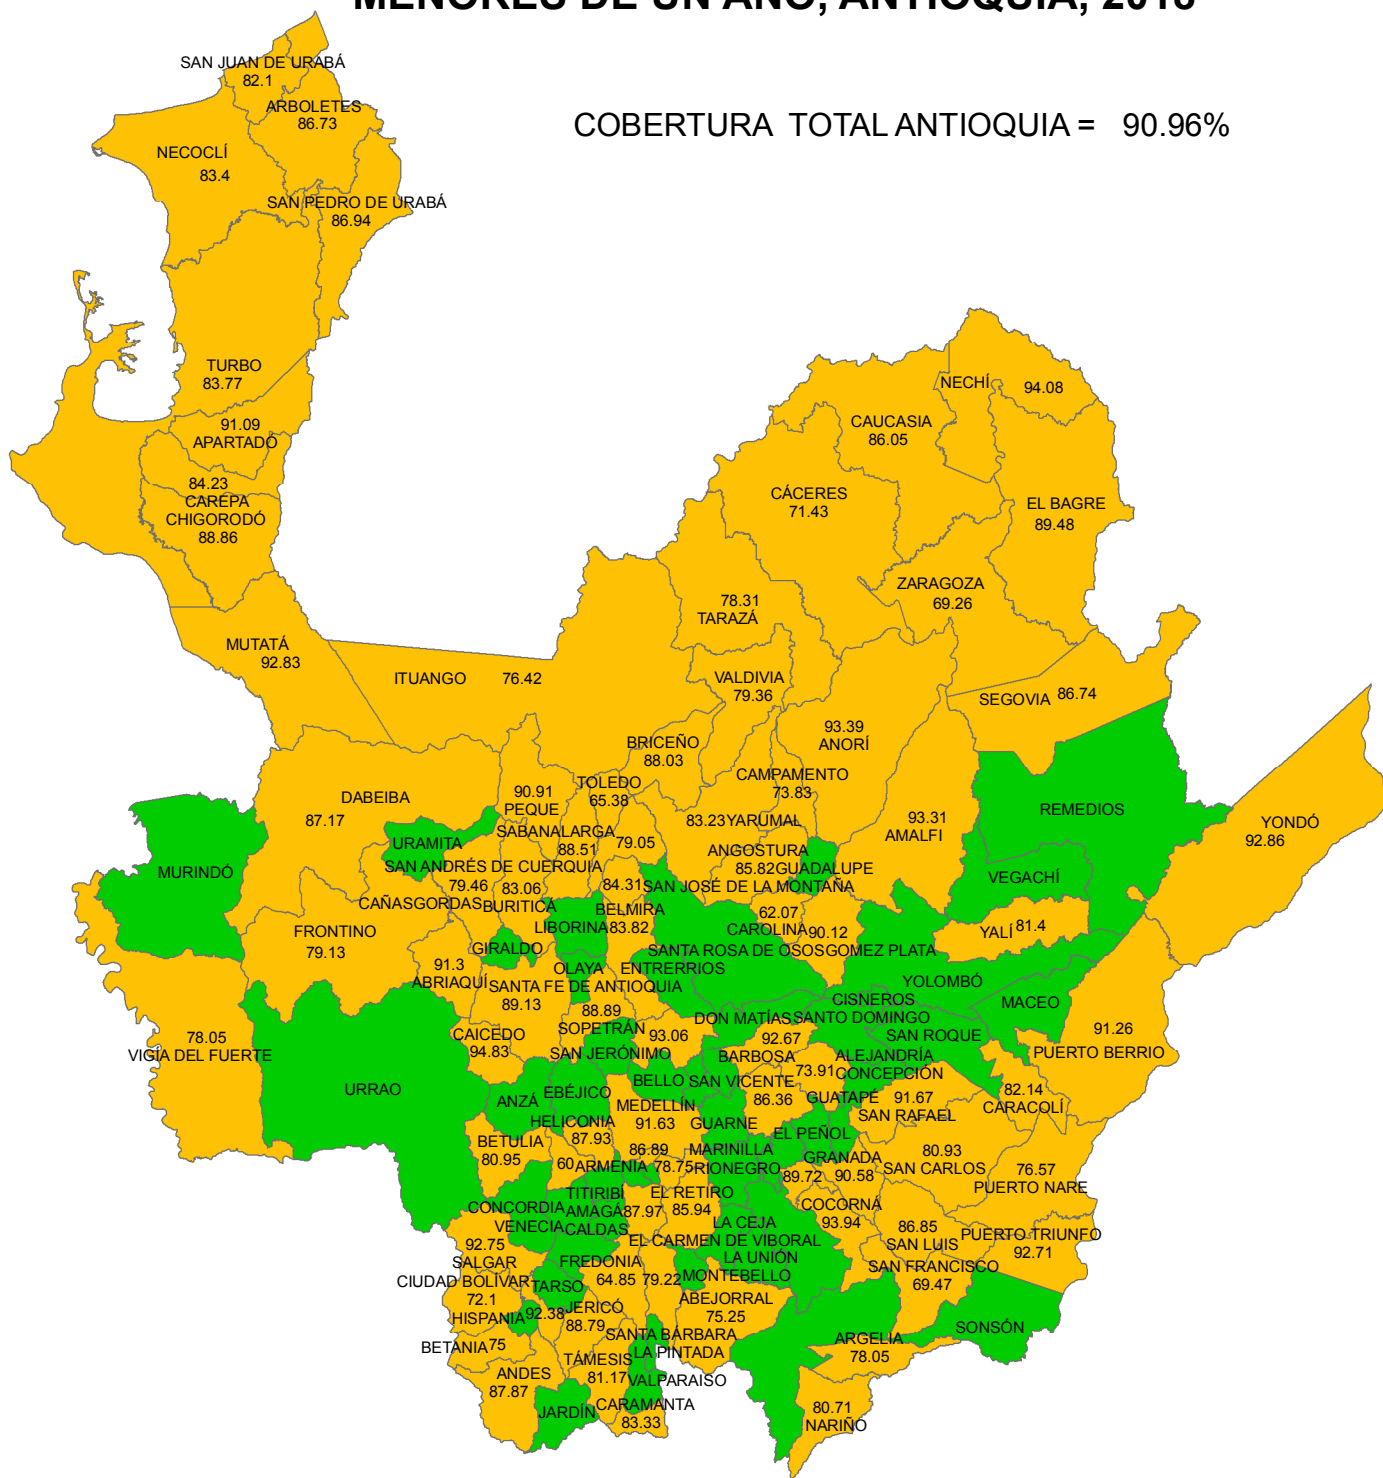 MENORES DE UN AÑO, ANTIOQUIA, 2018
COBERTURA TOTAL ANTIOQUIA = 90.96%
SAN JUAN DE URABÁ
82.1
ARBOLETES
86.73
NECOCLÍ
83.4
SAN PEDRO DE URABÁ
86.94
TURBO
83.77
91.09
APARTADÓ
84.23
CAREPA
CHIGORODÓ
88.86
MUTATÁ
92.83
NECHÍ 94.08
CAUCASIA
86.05
CÁCERES
71.43
EL BAGRE
89.48
ZARAGOZA
69.26
78.31
TARAZÁ
ITUANGO 76.42
VALDIVIA
79.36
SEGOVIA 86.74
93.39
ANORÍ
BRICEÑO
88.03
CAMPAMENTO
73.83
TOLEDO
65.38
90.91
PEQUE
DABEIBA
87.17
REMEDIOS
YONDÓ
92.86
93.31
AMALFI
83.23 YARUMAL
SABANALARGA
88.51
79.05
URAMITA
ANGOSTURA
85.82 GUADALUPE
SAN ANDRÉS DE CUERQUIA
79.46
83.06
84.31
SAN JOSÉ DE LA MONTAÑA
MURINDÓ
VEGACHÍ
CAÑASGORDAS
BURITICÁ
BELMIRA
83.82
LIBORINA
62.07
CAROLINA
90.12
YALÍ 81.4
FRONTINO
79.13
GIRALDO
SANTA ROSA DE OSOS
GOMEZ PLATA
91.3
ABRIAQUÍ
OLAYA
ENTRERRIOS
SANTA FE DE ANTIOQUIA
89.13
YOLOMBÓ
CISNEROS
MACEO
88.89
SOPETRÁN
DON MATÍAS
SANTO DOMINGO
SAN ROQUE
91.26
PUERTO BERRIO
78.05
VIGÍA DEL FUERTE
CAICEDO
94.83
93.06
92.67
BARBOSA
SAN JERÓNIMO
ALEJANDRÍA
CONCEPCIÓN
73.91
URRAO
ANZÁ
EBÉJICO
BELLO
SAN VICENTE
86.36
GUATAPÉ
91.67
SAN RAFAEL
82.14
CARACOLÍ
HELICONIA
87.93
MEDELLÍN
91.63
GUARNE
BETULIA
80.95
EL PEÑOL
86.89
MARINILLA
GRANADA
90.58
80.93
SAN CARLOS
76.57
PUERTO NARE
60 ARMENIA
78.75
RIONEGRO
89.72
TITIRIBÍ
EL RETIRO
85.94
COCORNÁ
93.94
CONCORDIA
AMAGÁ
87.97
LA CEJA
VENECIA
CALDAS
86.85
SAN LUIS
PUERTO TRIUNFO
92.71
92.75
SALGAR
EL CARMEN DE VIBORAL
LA UNIÓN
FREDONIA
64.85
79.22
MONTEBELLO
SAN FRANCISCO
69.47
CIUDAD BOLÍVAR
72.1
TARSO
HISPANIA
92.38
JERICÓ
88.79
ABEJORRAL
75.25
SANTA BÁRBARA
ARGELIA
78.05
SONSÓN
BETANIA 75
LA PINTADA
TÁMESIS
81.17
ANDES
87.87
VALPARAISO
JARDÍN
CARAMANTA
83.33
80.71
NARIÑO